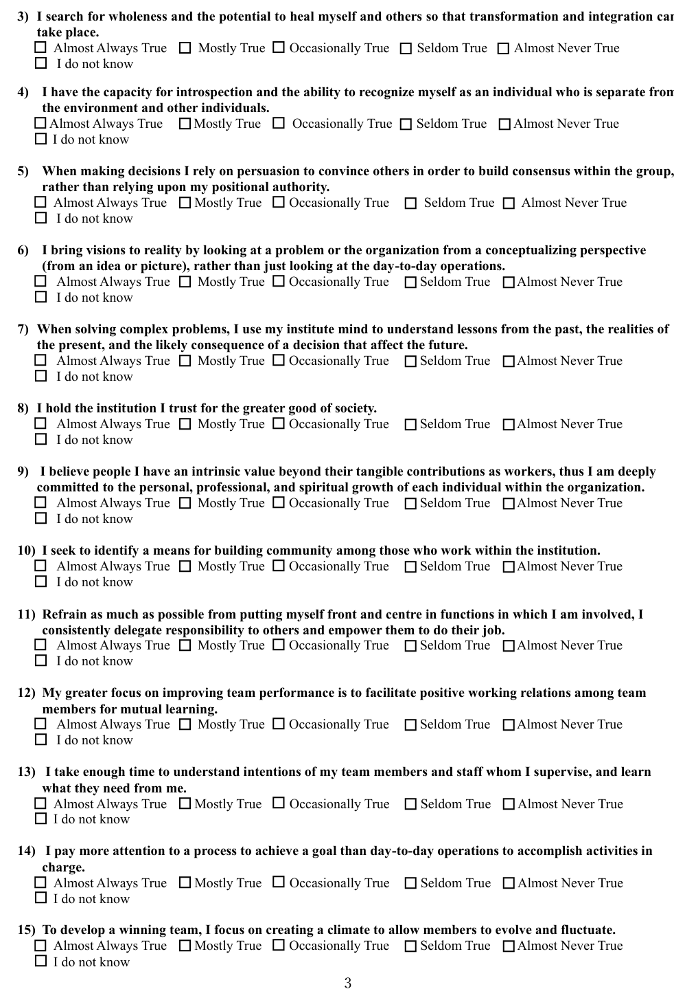 3) I search for wholeness and the potential to heal myself and others so that transformation and integration can
take place.
☐ Almost Always True ☐ Mostly True ☐ Occasionally True ☐ Seldom True ☐ Almost Never True
☐ I do not know
4) I have the capacity for introspection and the ability to recognize myself as an individual who is separate from
the environment and other individuals.
☐ Almost Always True ☐ Mostly True ☐ Occasionally True ☐ Seldom True ☐ Almost Never True
☐ I do not know
5) When making decisions I rely on persuasion to convince others in order to build consensus within the group,
rather than relying upon my positional authority.
☐ Almost Always True ☐ Mostly True ☐ Occasionally True ☐ Seldom True ☐ Almost Never True
☐ I do not know
6) I bring visions to reality by looking at a problem or the organization from a conceptualizing perspective
(from an idea or picture), rather than just looking at the day-to-day operations.
☐ Almost Always True ☐ Mostly True ☐ Occasionally True ☐ Seldom True ☐ Almost Never True
☐ I do not know
7) When solving complex problems, I use my institute mind to understand lessons from the past, the realities of
the present, and the likely consequence of a decision that affect the future.
☐ Almost Always True ☐ Mostly True ☐ Occasionally True ☐ Seldom True ☐ Almost Never True
☐ I do not know
8) I hold the institution I trust for the greater good of society.
☐ Almost Always True ☐ Mostly True ☐ Occasionally True ☐ Seldom True ☐ Almost Never True
☐ I do not know
9) I believe people I have an intrinsic value beyond their tangible contributions as workers, thus I am deeply
committed to the personal, professional, and spiritual growth of each individual within the organization.
☐ Almost Always True ☐ Mostly True ☐ Occasionally True ☐ Seldom True ☐ Almost Never True
☐ I do not know
10) I seek to identify a means for building community among those who work within the institution.
☐ Almost Always True ☐ Mostly True ☐ Occasionally True ☐ Seldom True ☐ Almost Never True
☐ I do not know
11) Refrain as much as possible from putting myself front and centre in functions in which I am involved, I
consistently delegate responsibility to others and empower them to do their job.
☐ Almost Always True ☐ Mostly True ☐ Occasionally True ☐ Seldom True ☐ Almost Never True
☐ I do not know
12) My greater focus on improving team performance is to facilitate positive working relations among team
members for mutual learning.
☐ Almost Always True ☐ Mostly True ☐ Occasionally True ☐ Seldom True ☐ Almost Never True
☐ I do not know
13) I take enough time to understand intentions of my team members and staff whom I supervise, and learn
what they need from me.
☐ Almost Always True ☐ Mostly True ☐ Occasionally True ☐ Seldom True ☐ Almost Never True
☐ I do not know
14) I pay more attention to a process to achieve a goal than day-to-day operations to accomplish activities in
charge.
☐ Almost Always True ☐ Mostly True ☐ Occasionally True ☐ Seldom True ☐ Almost Never True
☐ I do not know
15) To develop a winning team, I focus on creating a climate to allow members to evolve and fluctuate.
☐ Almost Always True ☐ Mostly True ☐ Occasionally True ☐ Seldom True ☐ Almost Never True
☐ I do not know
3